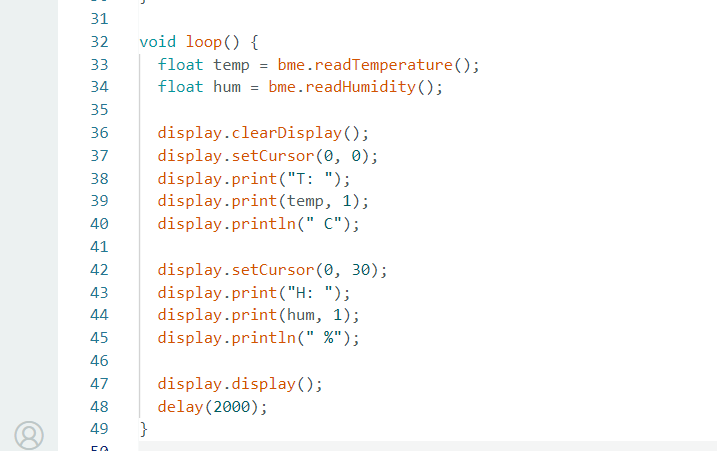 31
32 void loop() {
33   float temp = bme.readTemperature();
34   float hum = bme.readHumidity();
35
36   display.clearDisplay();
37   display.setCursor(0, 0);
38   display.print("T: ");
39   display.print(temp, 1);
40   display.println(" C");
41
42   display.setCursor(0, 30);
43   display.print("H: ");
44   display.print(hum, 1);
45   display.println(" %");
46
47   display.display();
48   delay(2000);
49 }
50